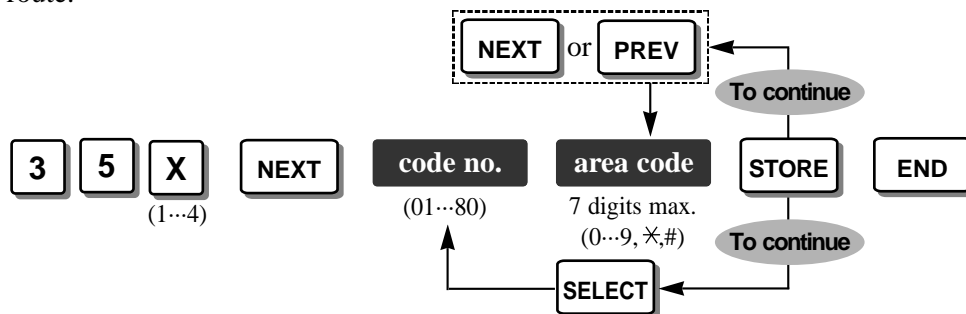 route.
NEXT or PREV
To continue
3 5 X NEXT code no. area code STORE END
(1···4) (01···80) 7 digits max.
(0···9, ✕,#)
To continue
SELECT